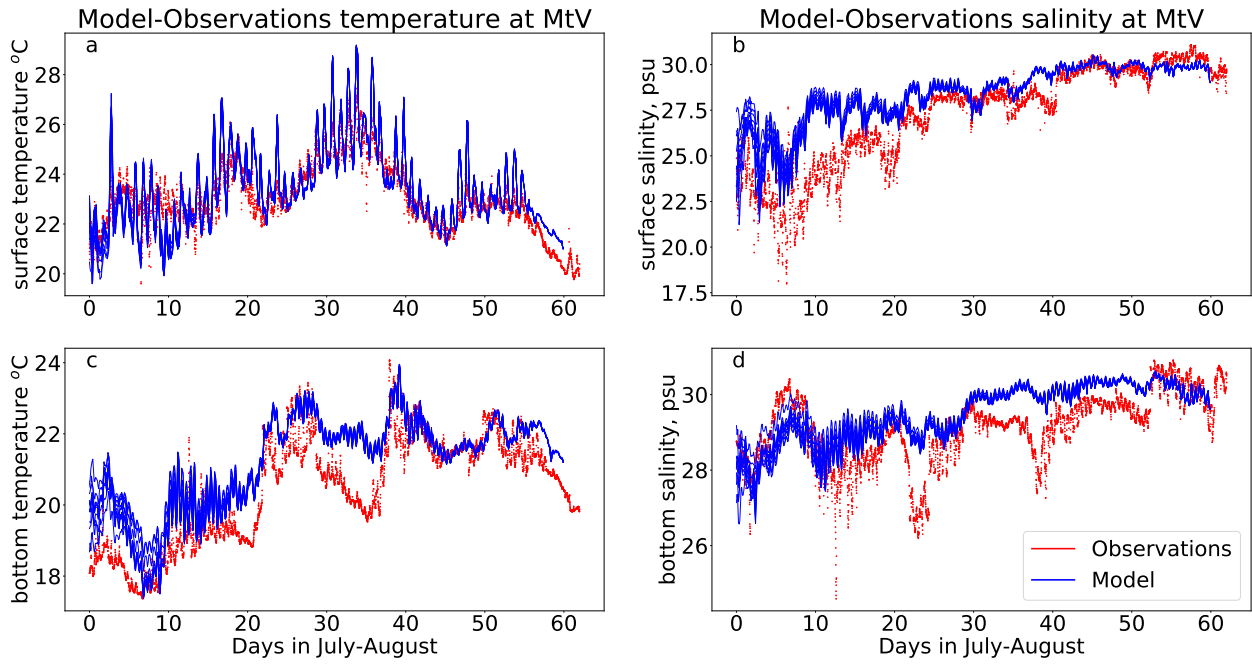 Model-Observations temperature at MtV
Model-Observations salinity at MtV
a
surface temperature °C
28
26
24
22
20
0 10 20 30 40 50 60
b
surface salinity, psu
30.0
27.5
25.0
22.5
20.0
17.5
0 10 20 30 40 50 60
c
bottom temperature °C
24
22
20
18
0 10 20 30 40 50 60
Days in July-August
d
bottom salinity, psu
30
28
26
Observations
Model
0 10 20 30 40 50 60
Days in July-August